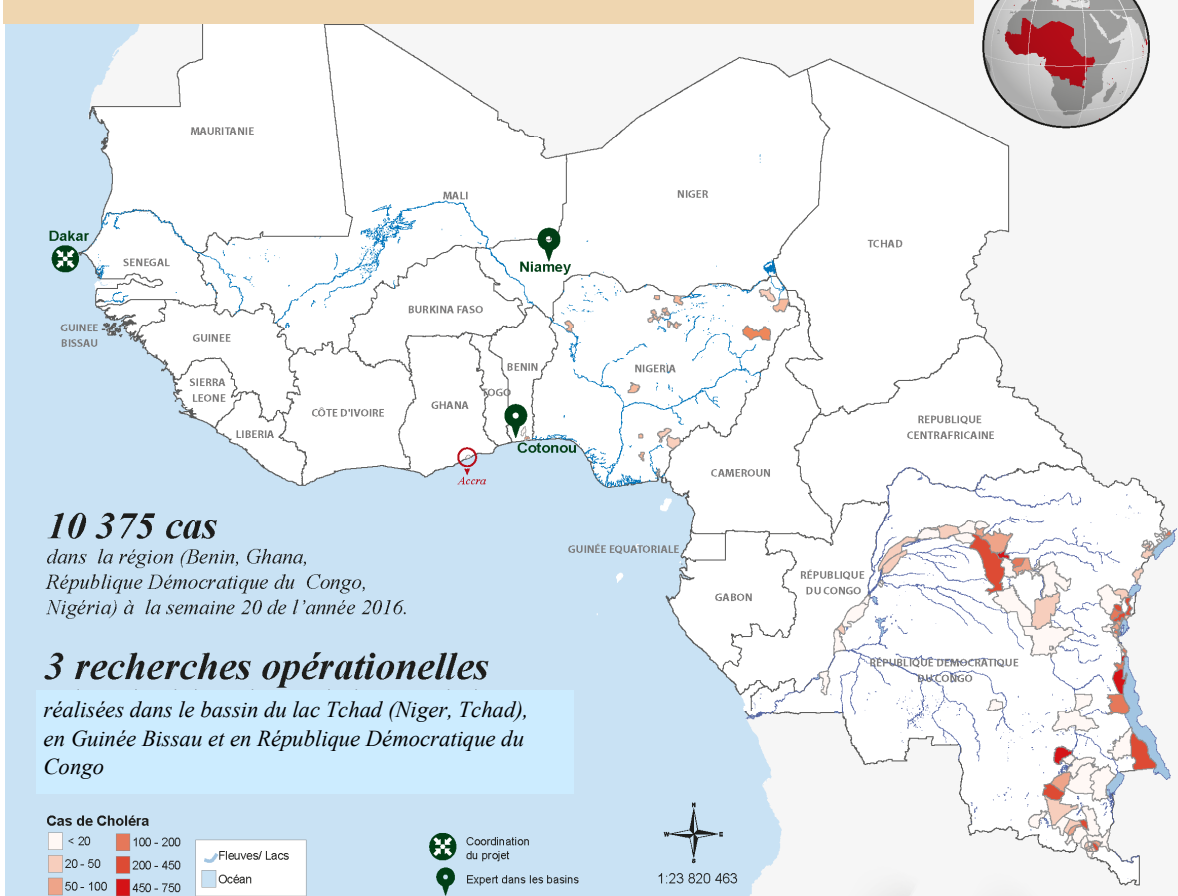 MAURITANIE
MALI
NIGER
TCHAD
Dakar
SENEGAL
Niamey
BURKINA FASO
GUINEE
BISSAU
GUINEE
BENIN
NIGERIA
SIERRA
LEONE
CÔTE D'IVOIRE
GHANA
TOGO
LIBERIA
Cotonou
REPUBLIQUE
CENTRAFRICAINE
CAMEROUN
Accra
10 375 cas
dans la région (Benin, Ghana,
République Démocratique du Congo,
Nigéria) à la semaine 20 de l'année 2016.
GUINÉE EQUATORIALE
RÉPUBLIQUE
DU CONGO
GABON
RÉPUBLIQUE DEMOCRATIQUE
DU CONGO
3 recherches opérationelles
réalisées dans le bassin du lac Tchad (Niger, Tchad),
en Guinée Bissau et en République Démocratique du
Congo
Cas de Choléra
< 20
20 - 50
50 - 100
100 - 200
200 - 450
450 - 750
Fleuves/ Lacs
Océan
Coordination
du projet
Expert dans les basins
N
W
E
S
1:23 820 463